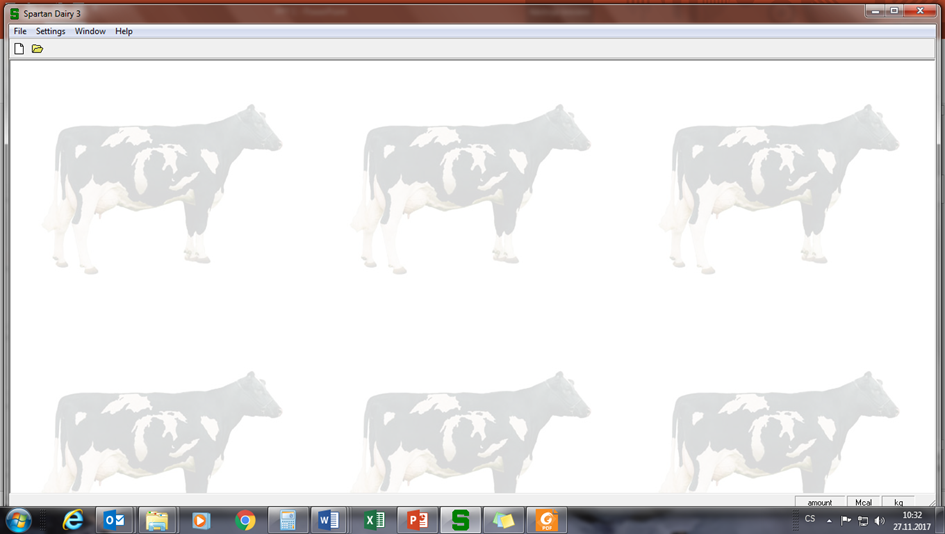 Spartan Dairy 3
File Settings Window Help
amount Mcal kg
CS 10:32
27.11.2017